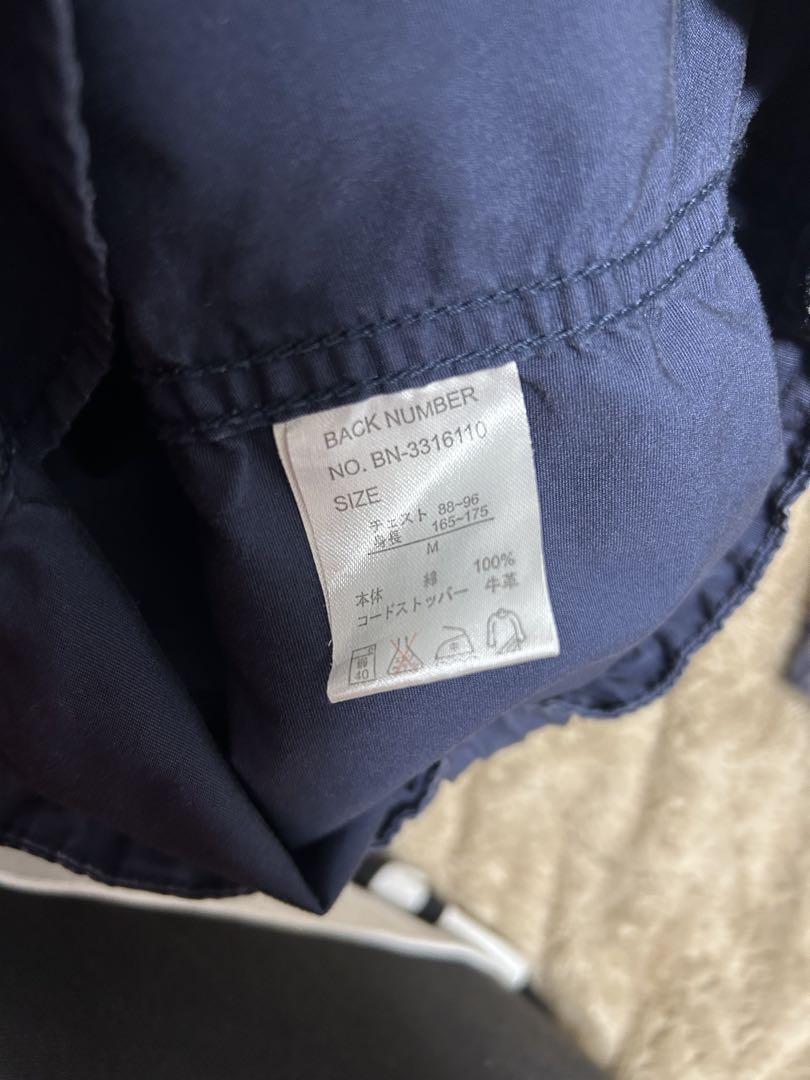 BACK NUMBER
NO. BN-3316110
SIZE
チェスト 88~96
身長 165~175
M
本体 綿 100%
コードストッパー 牛革
40